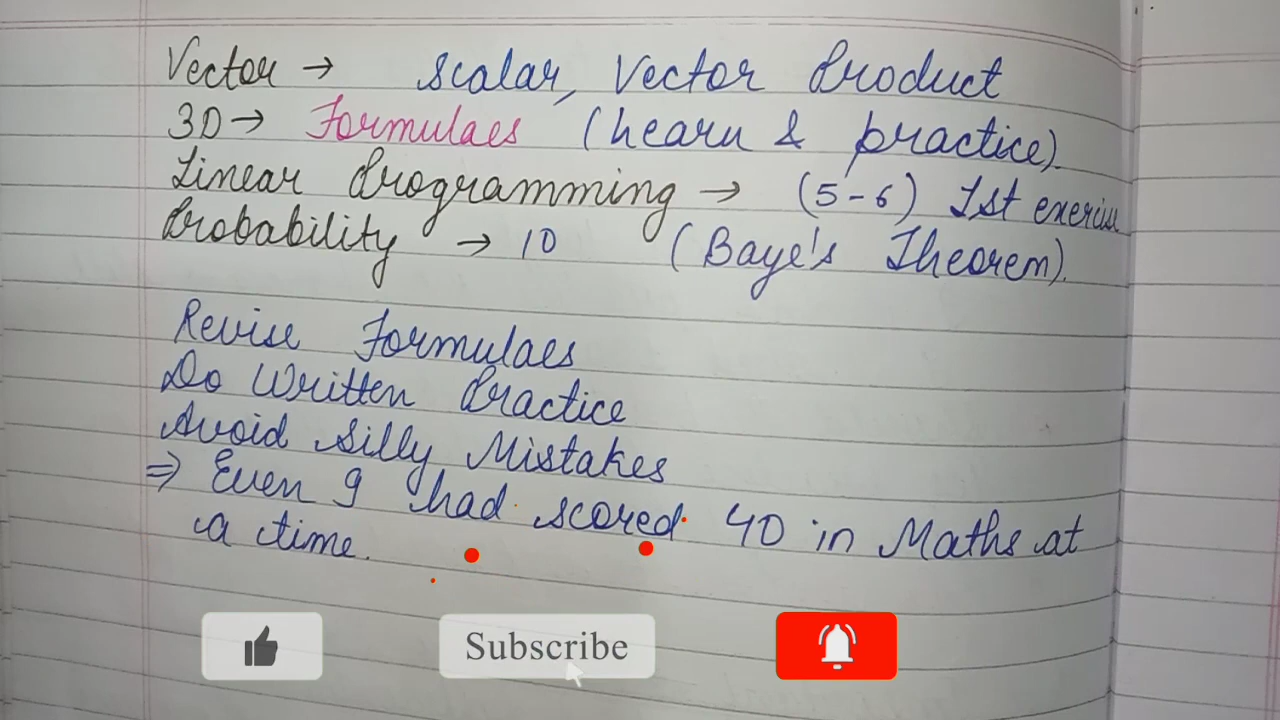 Vector → Scalar, Vector Product
3D → Formulaes (Learn & practice).
Linear Programming → (5-6) Ist exercise
Probability → 10 (Baye's Theorem).
Revise Formulaes
Do Written Practice
Avoid Silly Mistakes
⇒ Even I had scored 40 in Maths at
a time.
Subscribe